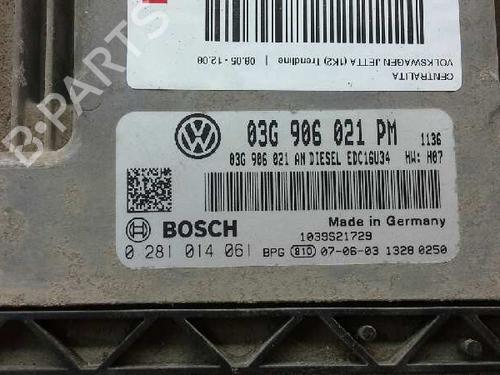 CENTRALITA
VOLKSWAGEN JETTA (1K2) Trendline | 08.05 - 12.08
B-PARTS
03G 906 021 PM 1136
03G 906 021 AN DIESEL EDC16U34 HW: H07
BOSCH
Made in Germany
1039S21729
0 281 014 061 BPG 810 07-06-03 1328 0250